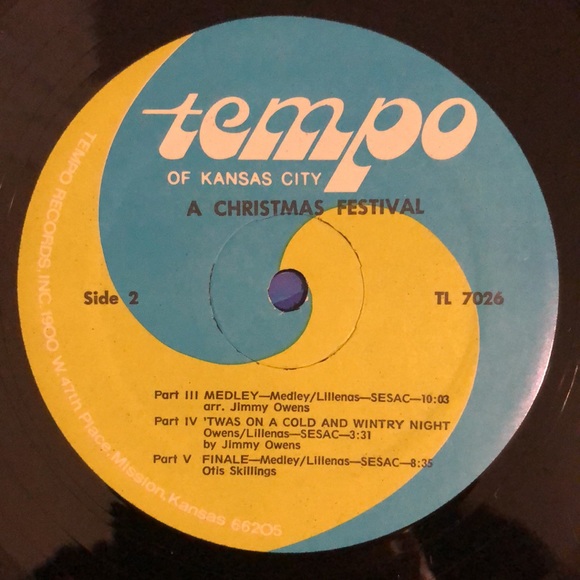 tempo
OF KANSAS CITY
A CHRISTMAS FESTIVAL
Side 2
TL 7026
Part III MEDLEY—Medley/Lillenas—SESAC—10:03
arr. Jimmy Owens
Part IV 'TWAS ON A COLD AND WINTRY NIGHT
Owens/Lillenas—SESAC—3:31
by Jimmy Owens
Part V FINALE—Medley/Lillenas—SESAC—8:35
Otis Skillings
TEMPO RECORDS, INC. 1900 W. 47th Place, Mission, Kansas 66205